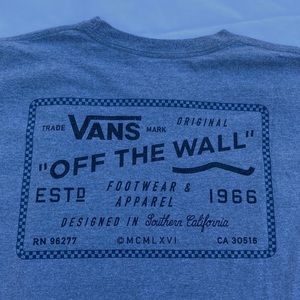 TRADE VANS MARK ORIGINAL
"OFF THE WALL"
ESTD FOOTWEAR & APPAREL 1966
DESIGNED IN Southern California
RN 96277 ©MCMLXVI CA 30516